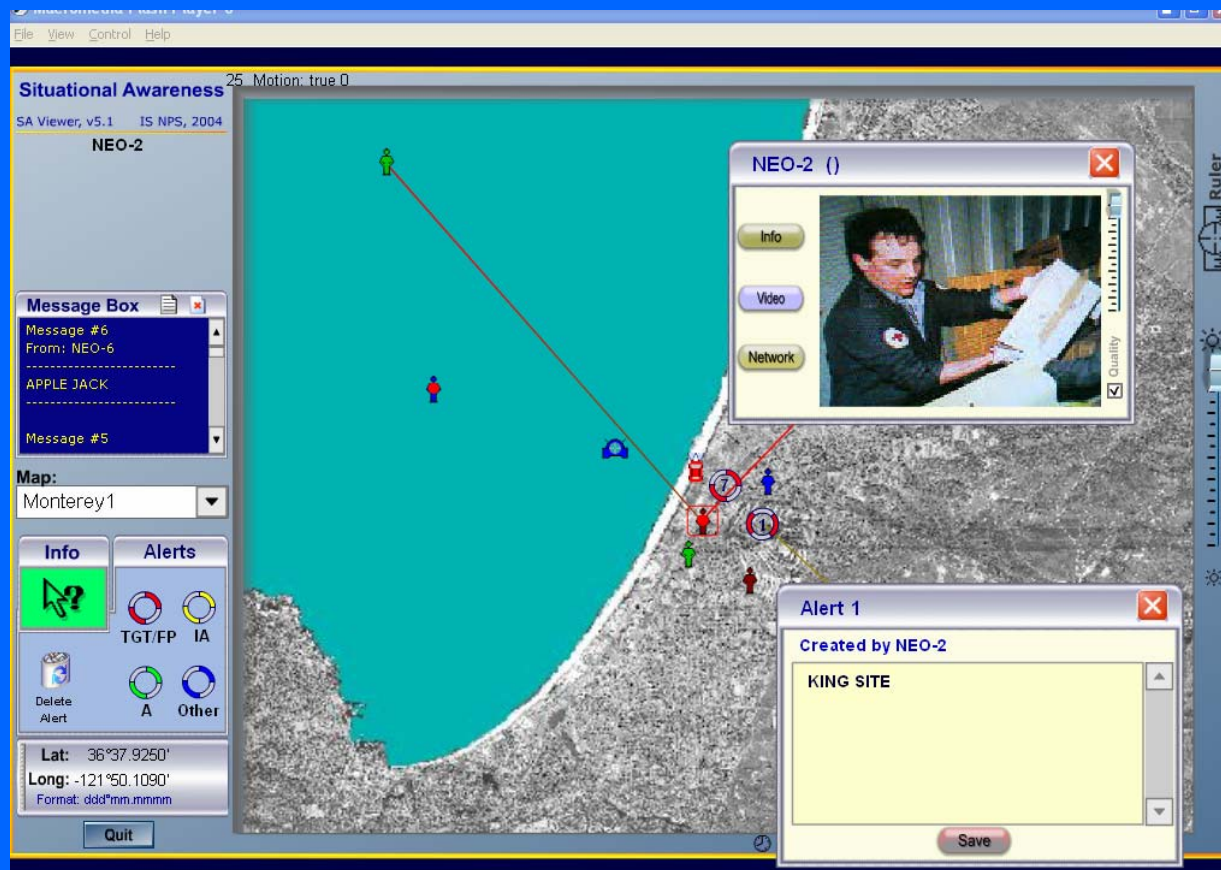 Macromedia Flash Player 6
File View Control Help
25 Motion: true 0
Situational Awareness
SA Viewer, v5.1 IS NPS, 2004
NEO-2
Message Box
Message #6
From: NEO-6
-------------------------
APPLE JACK
-------------------------
Message #5
Map:
Monterey1
Info
Alerts
?
TGT/FP
IA
Delete
Alert
A
Other
Lat: 36°37.9250'
Long: -121°50.1090'
Format: ddd°mm.mmmm
Quit
NEO-2 ()
Info
Video
Network
Quality
Ruler
7
1
Alert 1
Created by NEO-2
KING SITE
Save